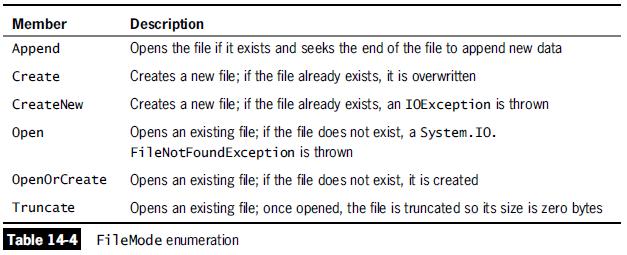 Member Description
Append Opens the file if it exists and seeks the end of the file to append new data
Create Creates a new file; if the file already exists, it is overwritten
CreateNew Creates a new file; if the file already exists, an IOException is thrown
Open Opens an existing file; if the file does not exist, a System.IO.
FileNotFoundException is thrown
OpenOrCreate Opens an existing file; if the file does not exist, it is created
Truncate Opens an existing file; once opened, the file is truncated so its size is zero bytes
Table 14-4 FileMode enumeration